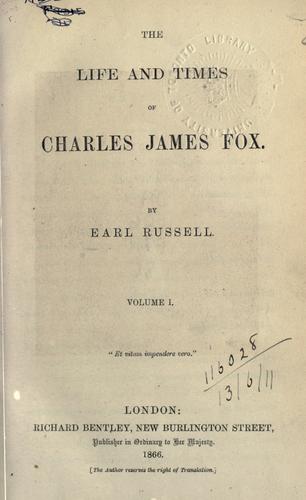 THE
LIFE AND TIMES
OF
CHARLES JAMES FOX.
BY
EARL RUSSELL.
VOLUME I.
"Et vitam impendere vero."
116028
13/6/11
LONDON:
RICHARD BENTLEY, NEW BURLINGTON STREET,
Publisher in Ordinary to Her Majesty.
1866.
[The Author reserves the right of Translation.]